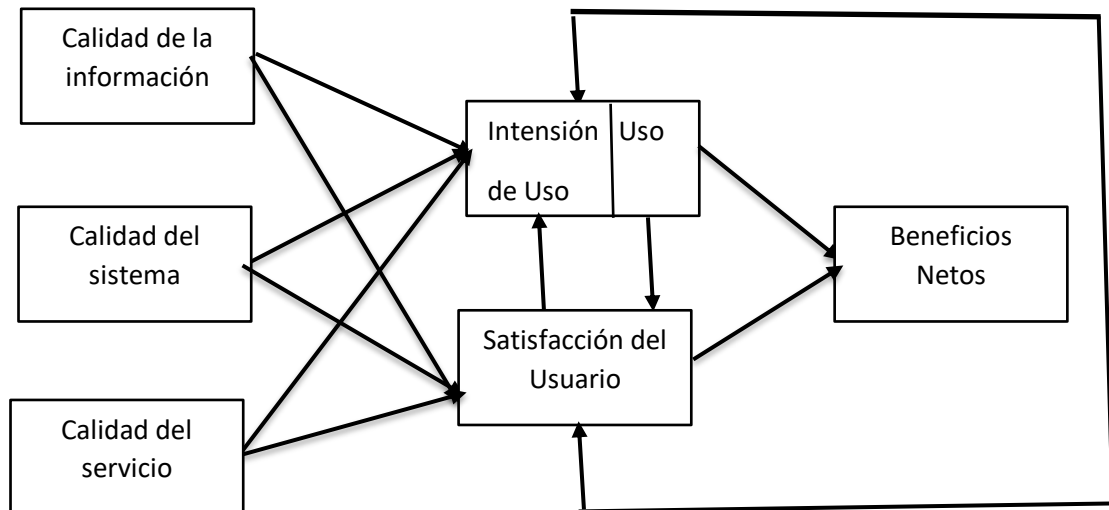 Calidad de la
información
Intensión
de Uso
Uso
Calidad del
sistema
Beneficios
Netos
Satisfacción del
Usuario
Calidad del
servicio